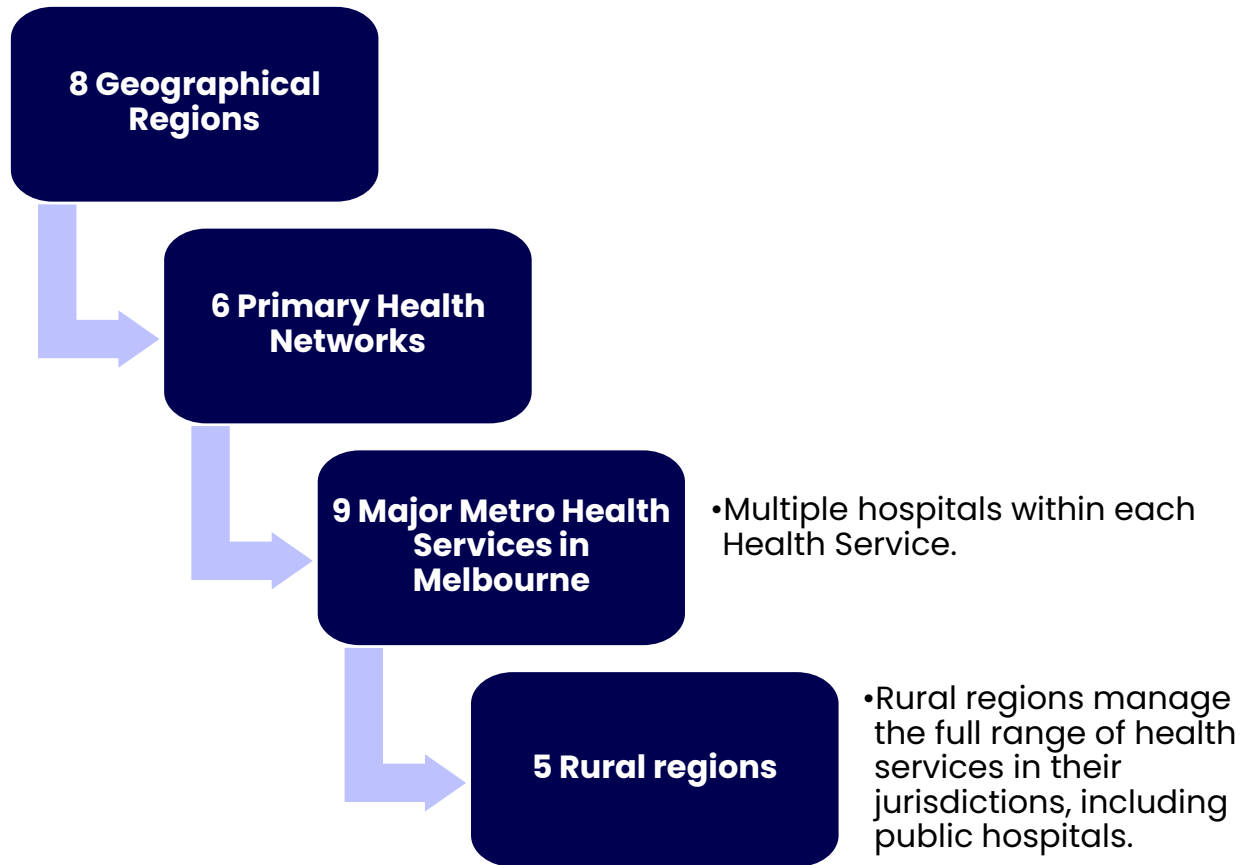 8 Geographical
Regions
6 Primary Health
Networks
9 Major Metro Health
Services in
Melbourne
•Multiple hospitals within each
Health Service.
5 Rural regions
•Rural regions manage
the full range of health
services in their
jurisdictions, including
public hospitals.